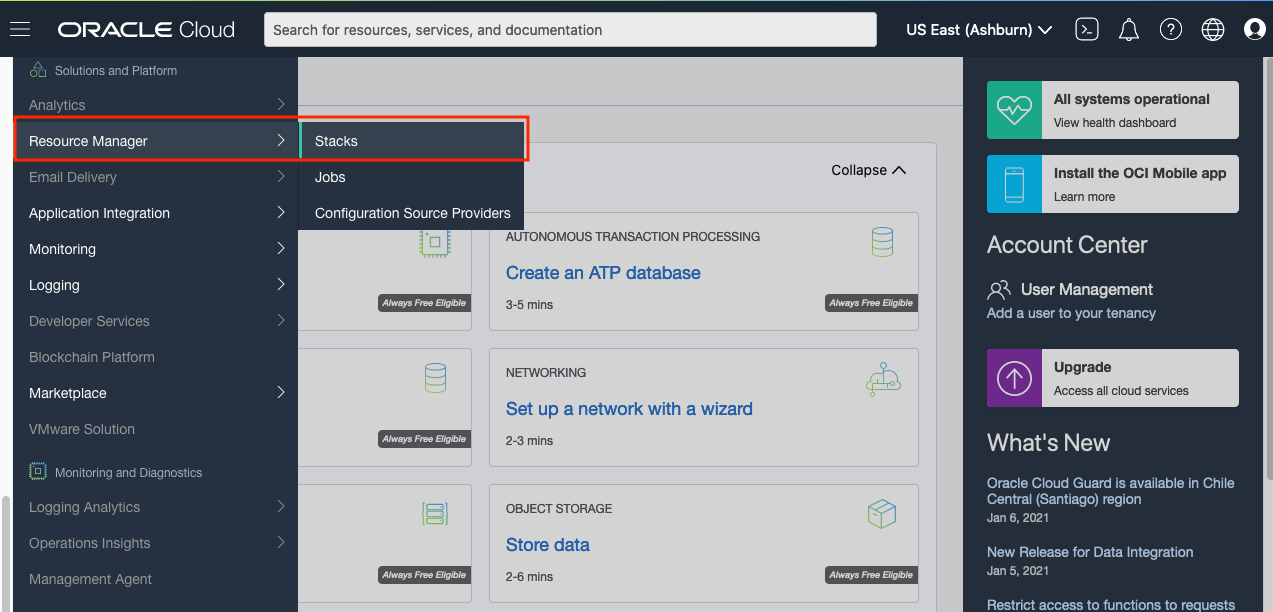 ORACLE Cloud
Search for resources, services, and documentation
US East (Ashburn)
Solutions and Platform
Analytics
Resource Manager
Email Delivery
Application Integration
Monitoring
Logging
Developer Services
Blockchain Platform
Marketplace
VMware Solution
Monitoring and Diagnostics
Logging Analytics
Operations Insights
Management Agent
Stacks
Jobs
Configuration Source Providers
Collapse
Always Free Eligible
AUTONOMOUS TRANSACTION PROCESSING
Create an ATP database
3-5 mins
Always Free Eligible
Always Free Eligible
NETWORKING
Set up a network with a wizard
2-3 mins
Always Free Eligible
OBJECT STORAGE
Store data
2-6 mins
Always Free Eligible
All systems operational
View health dashboard
Install the OCI Mobile app
Learn more
Account Center
User Management
Add a user to your tenancy
Upgrade
Access all cloud services
What's New
Oracle Cloud Guard is available in Chile
Central (Santiago) region
Jan 6, 2021
New Release for Data Integration
Jan 5, 2021
Restrict access to functions to requests